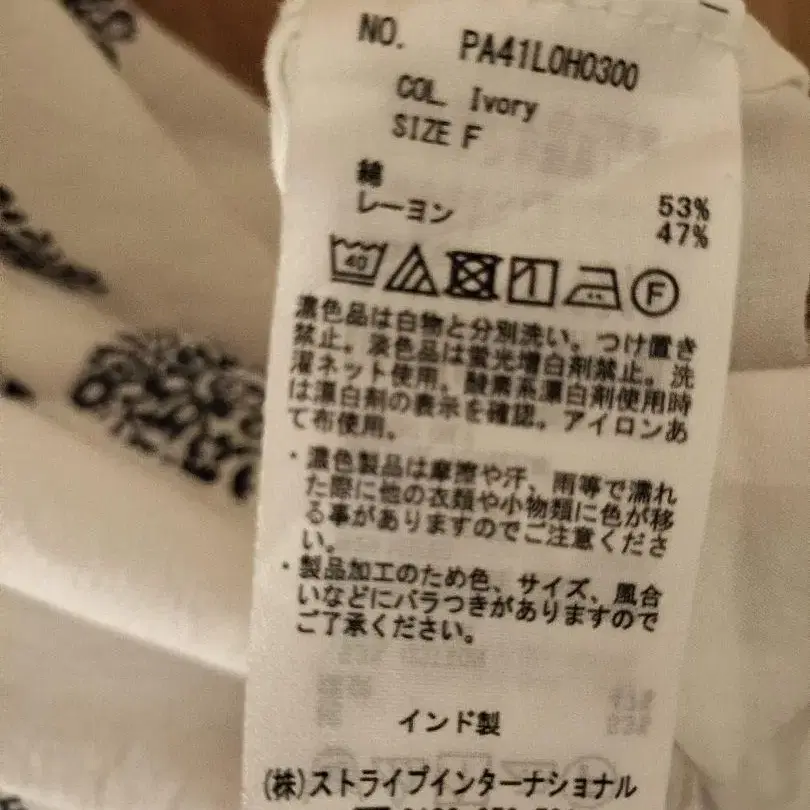 NO. PA41L0H0300
COL. Ivory
SIZE F
綿 53%
レーヨン 47%
40
F
濃色品は白物と分別洗い。つけ置き
禁止。淡色品は蛍光増白剤禁止。洗
濯ネット使用。酸素系漂白剤使用時
は漂白剤の表示を確認。アイロンあ
て布使用。
・濃色製品は摩擦や汗、雨等で濡れ
た際に他の衣類や小物類に色が移
る事がありますのでご注意くださ
い。
・製品加工のため色、サイズ、風合
いなどにバラつきがありますので
ご了承ください。
インド製
(株)ストライプインターナショナル